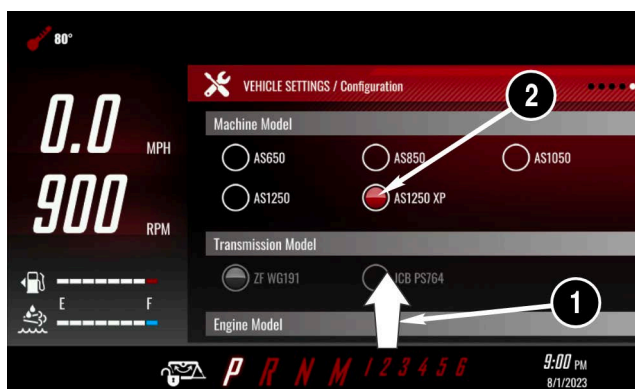 80°
VEHICLE SETTINGS / Configuration
2
Machine Model
0.0 MPH
AS650 AS850 AS1050
AS1250 AS1250 XP
900 RPM
Transmission Model
ZF WG191 JCB PS764
1
E F
Engine Model
P R N M 1 2 3 4 5 6
9:00 PM
8/1/2023